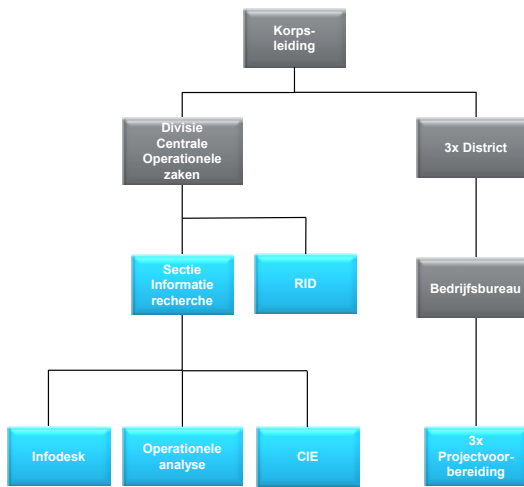 Korps-
leiding
Divisie
Centrale
Operationele
zaken
3x District
Sectie
Informatie
recherche
RID
Bedrijfsbureau
Infodesk
Operationele
analyse
CIE
3x
Projectvoor-
bereiding